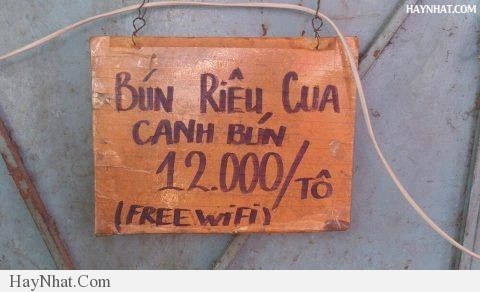 HAYNHAT.COM
BÚN RiÊU CUA
CANH BÚN
12.000/TÔ
(FREE WiFi)
HayNhat.Com